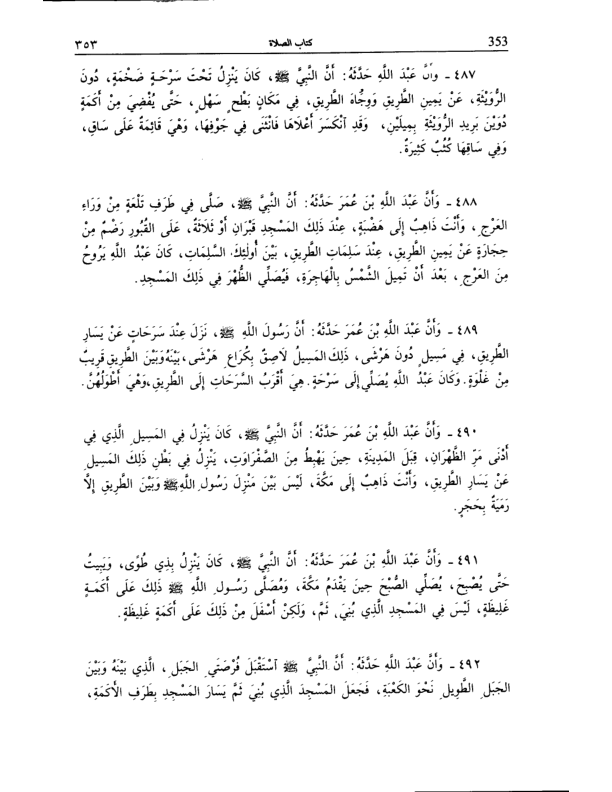 353 كتاب الصلاة ٣٥٣
٤٨٧ ـ وأَنَّ عَبْدَ اللَّهِ حَدَّثَهُ: أَنَّ النَّبِيَّ ﷺ، كَانَ يَنْزِلُ تَحْتَ سَرْحَةٍ ضَخْمَةٍ، دُونَ
الرُّوَيْثَةِ، عَنْ يَمِينِ الطَّرِيقِ وَوِجَاهَ الطَّرِيقِ، فِي مَكَانٍ بَطْحٍ سَهْلٍ، حَتَّى يُفْضِيَ مِنْ أَكَمَةٍ
دُوَيْنَ بَرِيدِ الرُّوَيْثَةِ بِمِيلَيْنِ، وَقَدِ آنْكَسَرَ أَعْلَاهَا فَانْثَنَى فِي جَوْفِهَا، وَهْيَ قَائِمَةٌ عَلَى سَاقٍ،
وَفِي سَاقِهَا كُثُبٌ كَثِيرَةٌ.
٤٨٨ ـ وَأَنَّ عَبْدَ اللَّهِ بْنَ عُمَرَ حَدَّثَهُ: أَنَّ النَّبِيَّ ﷺ، صَلَّى فِي طَرَفِ تَلْعَةٍ مِنْ وَرَاءِ
العَرْجِ، وَأَنْتَ ذَاهِبٌ إِلَى هَضْبَةٍ، عِنْدَ ذَلِكَ المَسْجِدِ قَبْرَانِ أَوْ ثَلَاثَةٌ، عَلَى القُبُورِ رَضْمٌ مِنْ
حِجَارَةٍ عَنْ يَمِينِ الطَّرِيقِ، عِنْدَ سَلِمَاتِ الطَّرِيقِ، بَيْنَ أُولَئِكَ السَّلِمَاتِ، كَانَ عَبْدُ اللَّهِ يَرُوحُ
مِنَ العَرْجِ، بَعْدَ أَنْ تَمِيلَ الشَّمْسُ بِالْهَاجِرَةِ، فَيُصَلِّي الظُّهْرَ فِي ذَلِكَ المَسْجِدِ.
٤٨٩ ـ وَأَنَّ عَبْدَ اللَّهِ بْنَ عُمَرَ حَدَّثَهُ: أَنَّ رَسُولَ اللَّهِ ﷺ، نَزَلَ عِنْدَ سَرَحَاتٍ عَنْ يَسَارِ
الطَّرِيقِ، فِي مَسِيلٍ دُونَ هَرْشَى، ذَلِكَ المَسِيلُ لَاصِقٌ بِكُرَاعِ هَرْشَى، بَيْنَهُ وَبَيْنَ الطَّرِيقِ قَرِيبٌ
مِنْ غَلْوَةٍ. وَكَانَ عَبْدُ اللَّهِ يُصَلِّي إِلَى سَرْحَةٍ. هِيَ أَقْرَبُ السَّرَحَاتِ إِلَى الطَّرِيقِ، وَهْيَ أَطْوَلُهُنَّ.
٤٩٠ ـ وَأَنَّ عَبْدَ اللَّهِ بْنَ عُمَرَ حَدَّثَهُ: أَنَّ النَّبِيَّ ﷺ، كَانَ يَنْزِلُ فِي المَسِيلِ الَّذِي فِي
أَدْنَى مَرِّ الظَّهْرَانِ، قِبَلَ المَدِينَةِ، حِينَ يَهْبِطُ مِنَ الصَّفْرَاوَاتِ، يَنْزِلُ فِي بَطْنِ ذَلِكَ المَسِيلِ
عَنْ يَسَارِ الطَّرِيقِ، وَأَنْتَ ذَاهِبٌ إِلَى مَكَّةَ، لَيْسَ بَيْنَ مَنْزِلِ رَسُولِ اللَّهِ ﷺ وَبَيْنَ الطَّرِيقِ إِلَّا
رَمْيَةٌ بِحَجَرٍ.
٤٩١ ـ وَأَنَّ عَبْدَ اللَّهِ بْنَ عُمَرَ حَدَّثَهُ: أَنَّ النَّبِيَّ ﷺ، كَانَ يَنْزِلُ بِذِي طُوًى، وَيَبِيتُ
حَتَّى يُصْبِحَ، يُصَلِّي الصُّبْحَ حِينَ يَقْدَمُ مَكَّةَ، وَمُصَلَّى رَسُولِ اللَّهِ ﷺ ذَلِكَ عَلَى أَكَمَةٍ
غَلِيظَةٍ، لَيْسَ فِي المَسْجِدِ الَّذِي بُنِيَ ثَمَّ، وَلَكِنْ أَسْفَلَ مِنْ ذَلِكَ عَلَى أَكَمَةٍ غَلِيظَةٍ.
٤٩٢ ـ وَأَنَّ عَبْدَ اللَّهِ حَدَّثَهُ: أَنَّ النَّبِيَّ ﷺ آسْتَقْبَلَ فُرْضَتَيِ الجَبَلِ، الَّذِي بَيْنَهُ وَبَيْنَ
الجَبَلِ الطَّوِيلِ نَحْوَ الكَعْبَةِ، فَجَعَلَ المَسْجِدَ الَّذِي بُنِيَ ثَمَّ يَسَارَ المَسْجِدِ بِطَرَفِ الأَكَمَةِ،